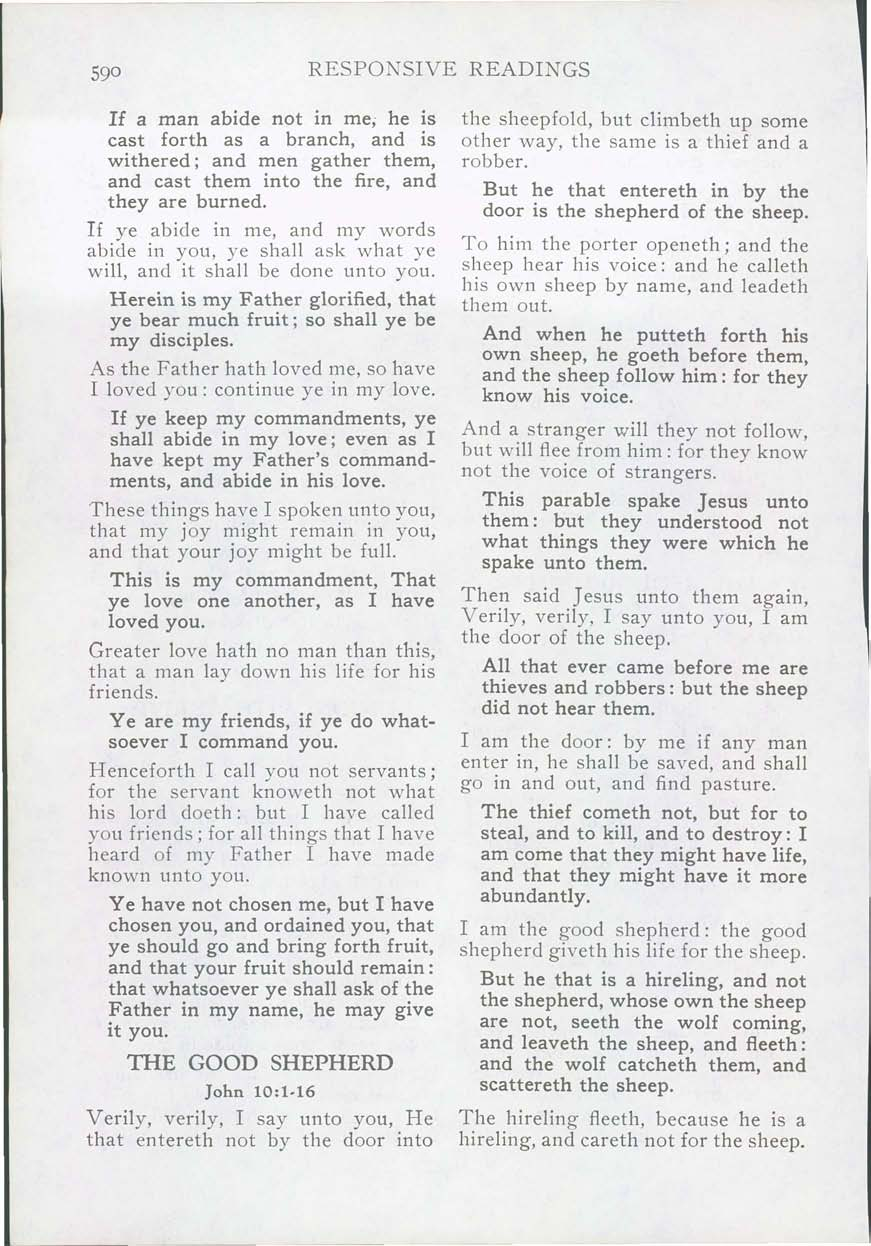 590 RESPONSIVE READINGS
If a man abide not in me, he is
cast forth as a branch, and is
withered; and men gather them,
and cast them into the fire, and
they are burned.
If ye abide in me, and my words
abide in you, ye shall ask what ye
will, and it shall be done unto you.
Herein is my Father glorified, that
ye bear much fruit; so shall ye be
my disciples.
As the Father hath loved me, so have
I loved you: continue ye in my love.
If ye keep my commandments, ye
shall abide in my love; even as I
have kept my Father's command-
ments, and abide in his love.
These things have I spoken unto you,
that my joy might remain in you,
and that your joy might be full.
This is my commandment, That
ye love one another, as I have
loved you.
Greater love hath no man than this,
that a man lay down his life for his
friends.
Ye are my friends, if ye do what-
soever I command you.
Henceforth I call you not servants;
for the servant knoweth not what
his lord doeth: but I have called
you friends; for all things that I have
heard of my Father I have made
known unto you.
Ye have not chosen me, but I have
chosen you, and ordained you, that
ye should go and bring forth fruit,
and that your fruit should remain:
that whatsoever ye shall ask of the
Father in my name, he may give
it you.
THE GOOD SHEPHERD
John 10:1-16
Verily, verily, I say unto you, He
that entereth not by the door into
the sheepfold, but climbeth up some
other way, the same is a thief and a
robber.
But he that entereth in by the
door is the shepherd of the sheep.
To him the porter openeth; and the
sheep hear his voice: and he calleth
his own sheep by name, and leadeth
them out.
And when he putteth forth his
own sheep, he goeth before them,
and the sheep follow him: for they
know his voice.
And a stranger will they not follow,
but will flee from him: for they know
not the voice of strangers.
This parable spake Jesus unto
them: but they understood not
what things they were which he
spake unto them.
Then said Jesus unto them again,
Verily, verily, I say unto you, I am
the door of the sheep.
All that ever came before me are
thieves and robbers: but the sheep
did not hear them.
I am the door: by me if any man
enter in, he shall be saved, and shall
go in and out, and find pasture.
The thief cometh not, but for to
steal, and to kill, and to destroy: I
am come that they might have life,
and that they might have it more
abundantly.
I am the good shepherd: the good
shepherd giveth his life for the sheep.
But he that is a hireling, and not
the shepherd, whose own the sheep
are not, seeth the wolf coming,
and leaveth the sheep, and fleeth:
and the wolf catcheth them, and
scattereth the sheep.
The hireling fleeth, because he is a
hireling, and careth not for the sheep.